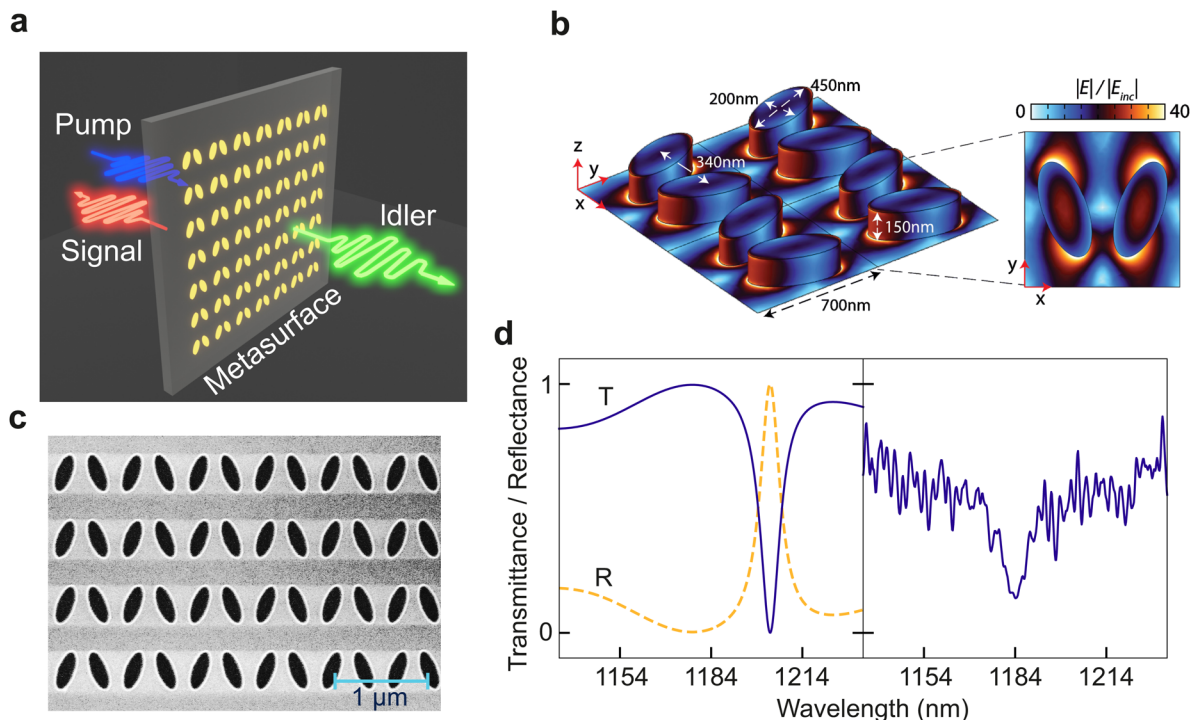 a
Pump
Signal
Idler
Metasurface
b
200nm
450nm
340nm
150nm
700nm
z
y
x
|E| / |E_inc|
0
40
y
x
c
1 µm
d
Transmittance / Reflectance
1
0
T
R
1154
1184
1214
1154
1184
1214
Wavelength (nm)